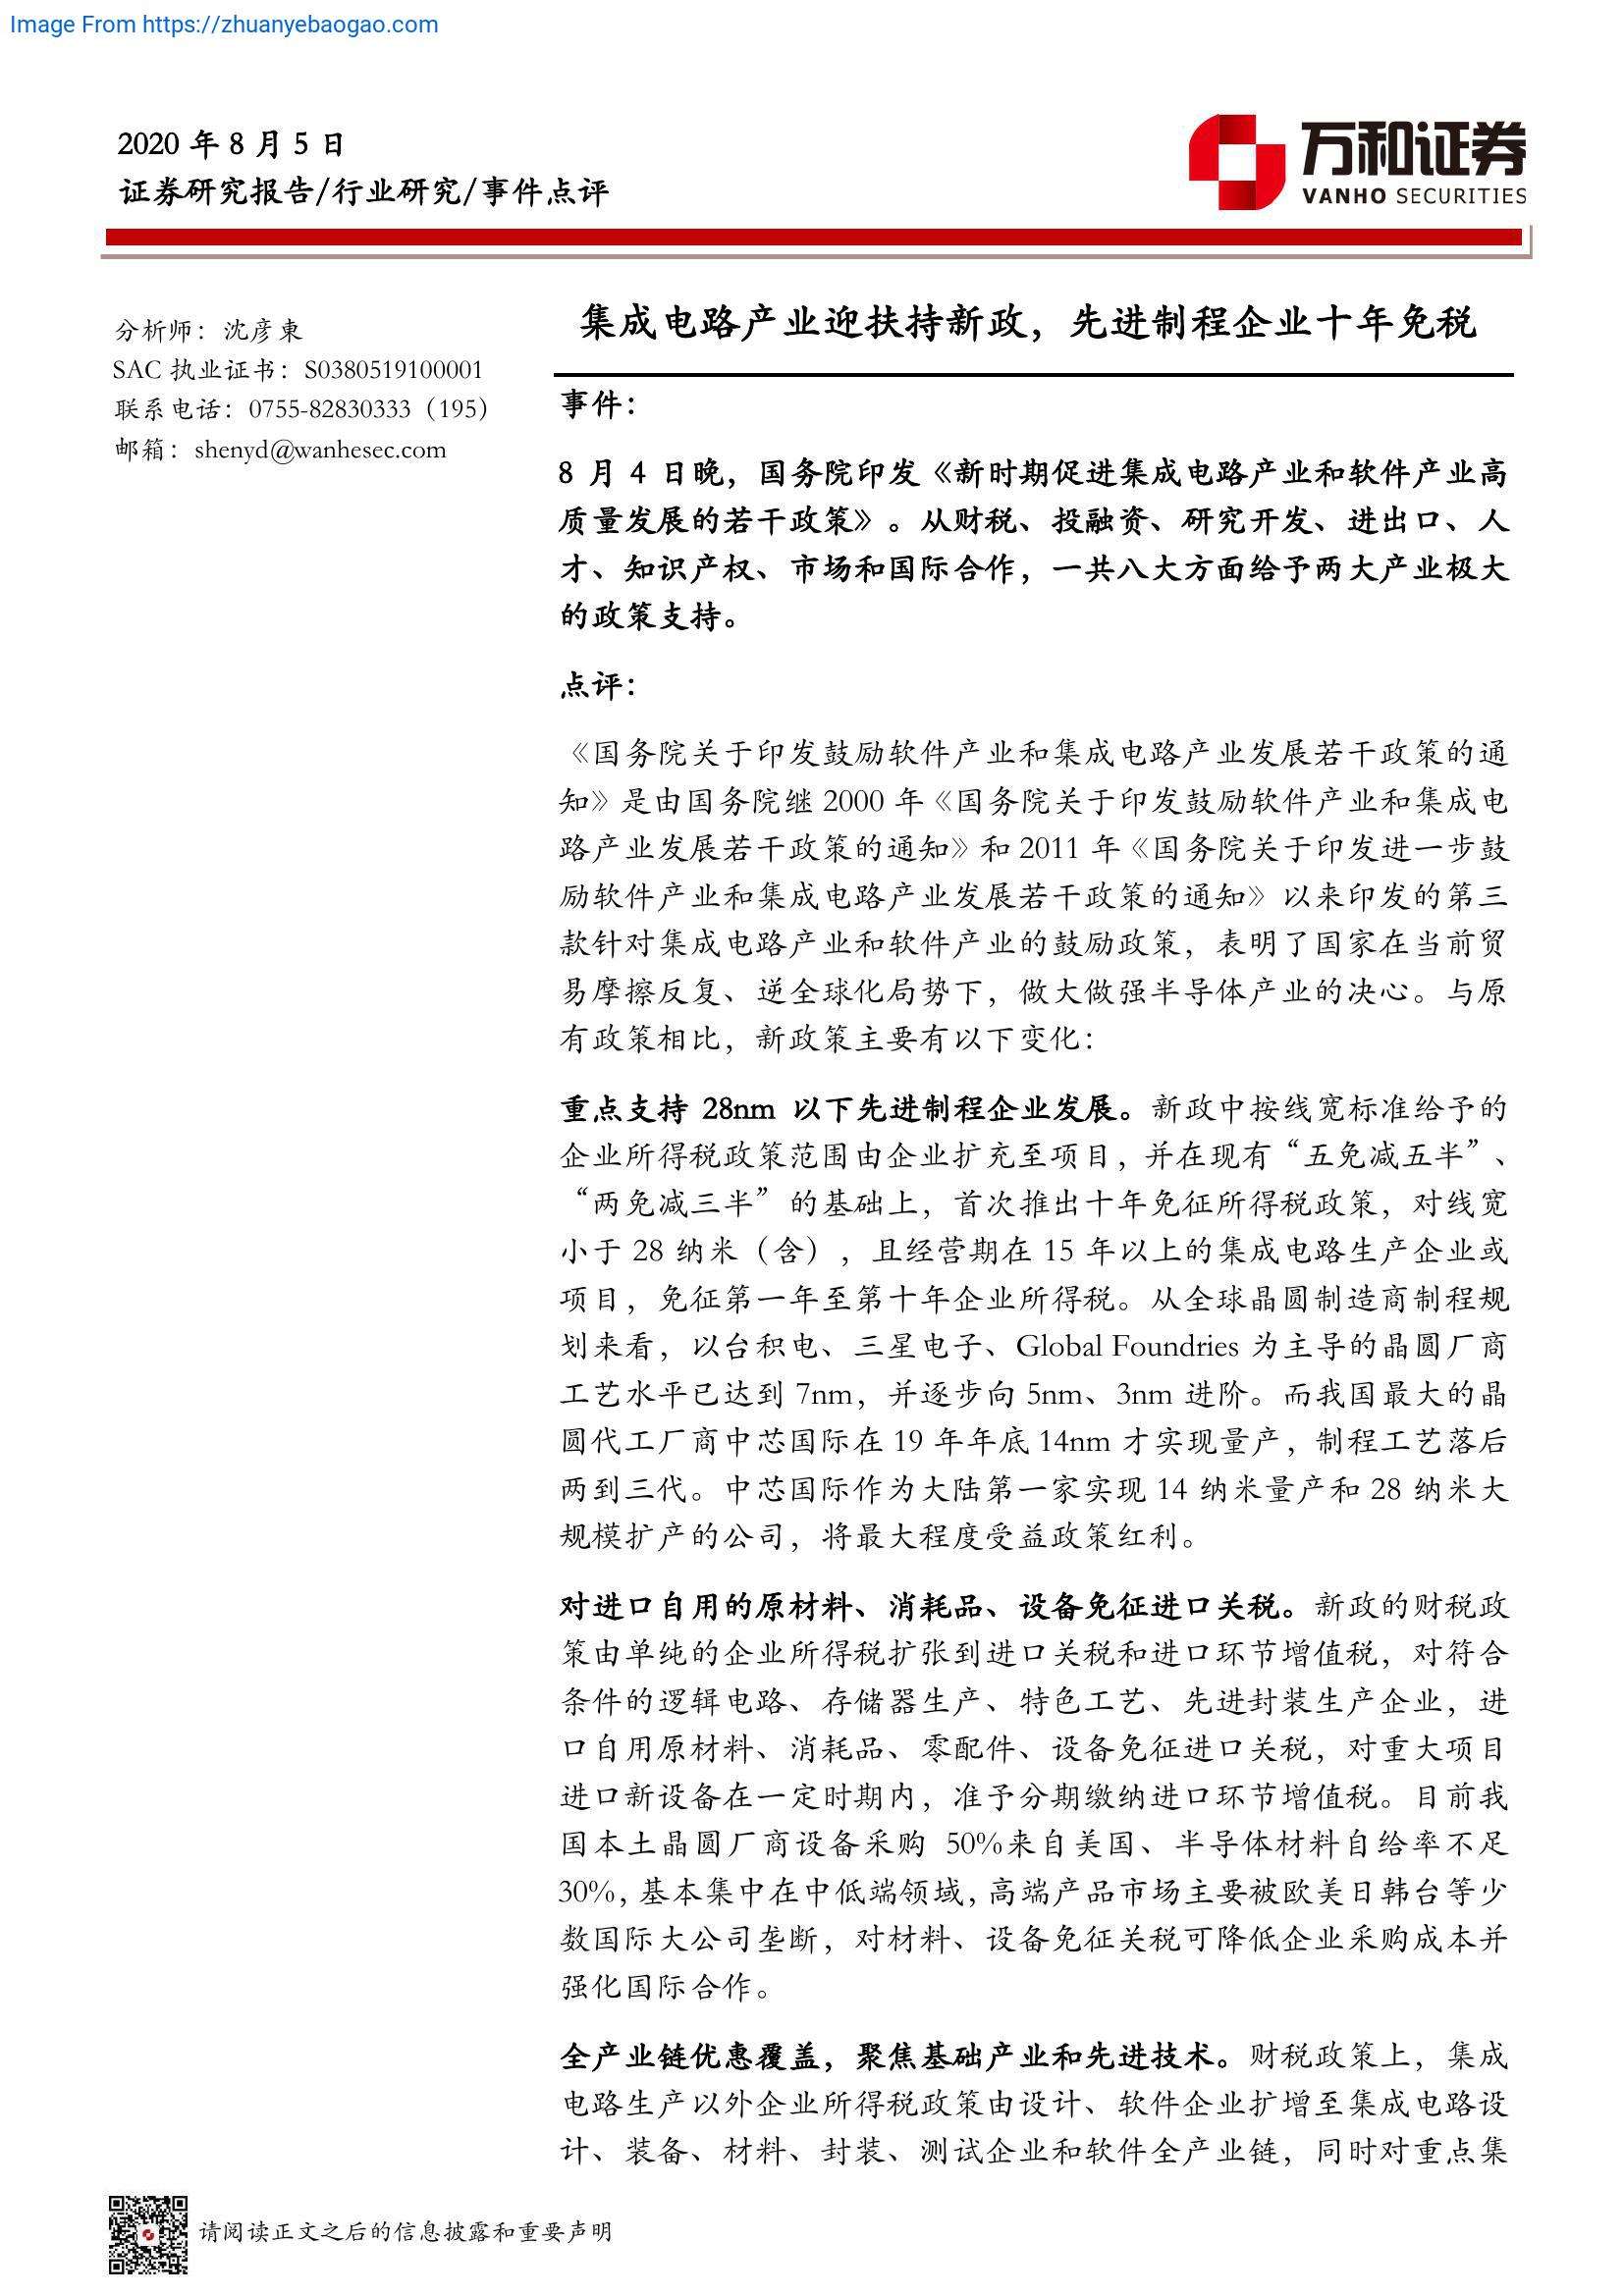 Image From https://zhuanyebaogao.com
2020 年 8 月 5 日
证券研究报告/行业研究/事件点评
万和证券
VANHO SECURITIES
分析师：沈彦東
SAC 执业证书：S0380519100001
联系电话：0755-82830333（195）
邮箱：shenyd@wanhesec.com
集成电路产业迎扶持新政，先进制程企业十年免税
事件：
8 月 4 日晚，国务院印发《新时期促进集成电路产业和软件产业高
质量发展的若干政策》。从财税、投融资、研究开发、进出口、人
才、知识产权、市场和国际合作，一共八大方面给予两大产业极大
的政策支持。
点评：
《国务院关于印发鼓励软件产业和集成电路产业发展若干政策的通
知》是由国务院继 2000 年《国务院关于印发鼓励软件产业和集成电
路产业发展若干政策的通知》和 2011 年《国务院关于印发进一步鼓
励软件产业和集成电路产业发展若干政策的通知》以来印发的第三
款针对集成电路产业和软件产业的鼓励政策，表明了国家在当前贸
易摩擦反复、逆全球化局势下，做大做强半导体产业的决心。与原
有政策相比，新政策主要有以下变化：
重点支持 28nm 以下先进制程企业发展。新政中按线宽标准给予的
企业所得税政策范围由企业扩充至项目，并在现有“五免减五半”、
“两免减三半”的基础上，首次推出十年免征所得税政策，对线宽
小于 28 纳米（含），且经营期在 15 年以上的集成电路生产企业或
项目，免征第一年至第十年企业所得税。从全球晶圆制造商制程规
划来看，以台积电、三星电子、Global Foundries 为主导的晶圆厂商
工艺水平已达到 7nm，并逐步向 5nm、3nm 进阶。而我国最大的晶
圆代工厂商中芯国际在 19 年年底 14nm 才实现量产，制程工艺落后
两到三代。中芯国际作为大陆第一家实现 14 纳米量产和 28 纳米大
规模扩产的公司，将最大程度受益政策红利。
对进口自用的原材料、消耗品、设备免征进口关税。新政的财税政
策由单纯的企业所得税扩张到进口关税和进口环节增值税，对符合
条件的逻辑电路、存储器生产、特色工艺、先进封装生产企业，进
口自用原材料、消耗品、零配件、设备免征进口关税，对重大项目
进口新设备在一定时期内，准予分期缴纳进口环节增值税。目前我
国本土晶圆厂商设备采购 50%来自美国、半导体材料自给率不足
30%，基本集中在中低端领域，高端产品市场主要被欧美日韩台等少
数国际大公司垄断，对材料、设备免征关税可降低企业采购成本并
强化国际合作。
全产业链优惠覆盖，聚焦基础产业和先进技术。财税政策上，集成
电路生产以外企业所得税政策由设计、软件企业扩增至集成电路设
计、装备、材料、封装、测试企业和软件全产业链，同时对重点集
请阅读正文之后的信息披露和重要声明